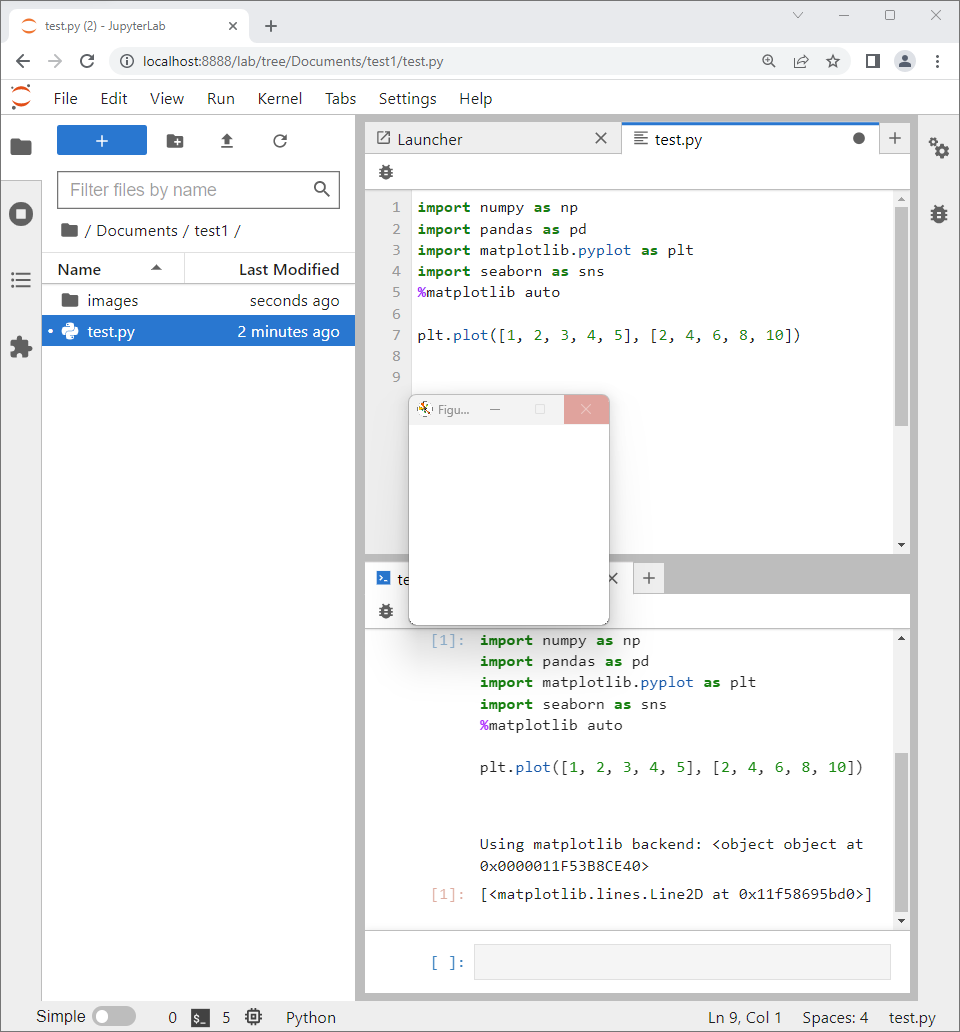 test.py (2) - JupyterLab
localhost:8888/lab/tree/Documents/test1/test.py
File Edit View Run Kernel Tabs Settings Help
+
Launcher
test.py
Filter files by name
/ Documents / test1 /
Name Last Modified
images seconds ago
test.py 2 minutes ago
1 import numpy as np
2 import pandas as pd
3 import matplotlib.pyplot as plt
4 import seaborn as sns
5 %matplotlib auto
6
7 plt.plot([1, 2, 3, 4, 5], [2, 4, 6, 8, 10])
8
9
Figu...
te
[1]: import numpy as np
import pandas as pd
import matplotlib.pyplot as plt
import seaborn as sns
%matplotlib auto
plt.plot([1, 2, 3, 4, 5], [2, 4, 6, 8, 10])
Using matplotlib backend: <object object at
0x0000011F53B8CE40>
[1]: [<matplotlib.lines.Line2D at 0x11f58695bd0>]
[ ]:
Simple 0 $_ 5 Python Ln 9, Col 1 Spaces: 4 test.py